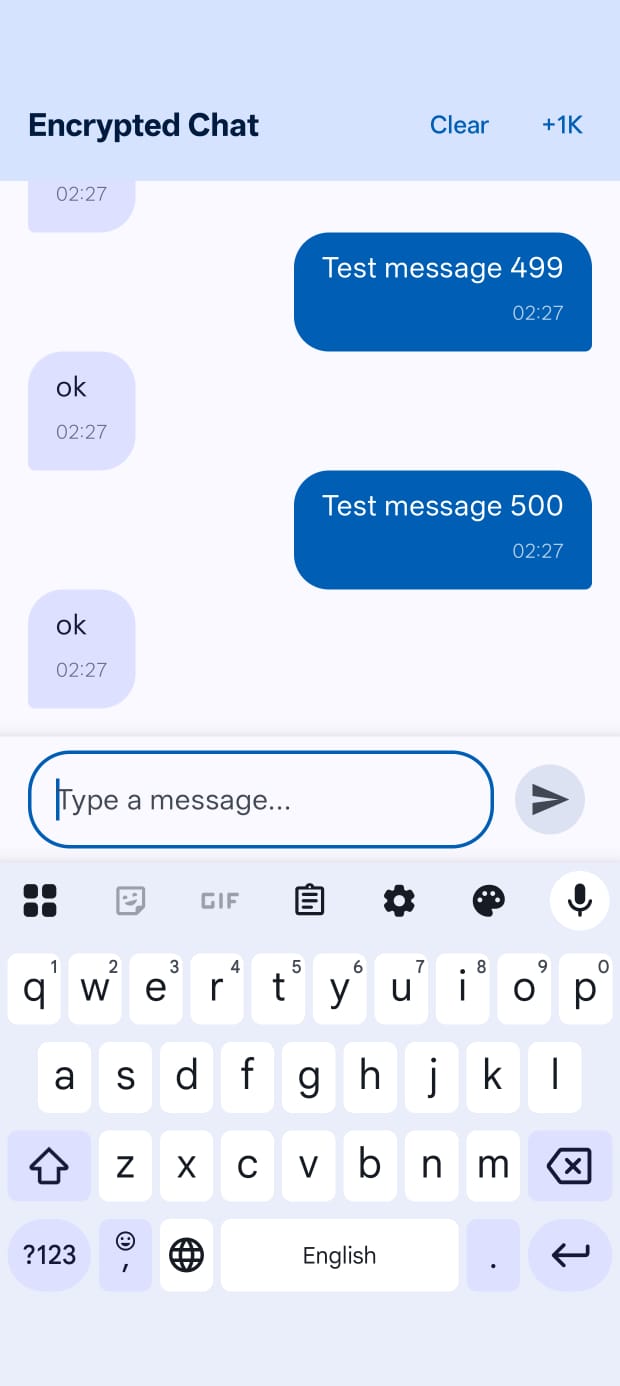 Encrypted Chat Clear +1K
02:27
Test message 499
02:27
ok
02:27
Test message 500
02:27
ok
02:27
Type a message...
GIF
1 2 3 4 5 6 7 8 9 0
q w e r t y u i o p
a s d f g h j k l
z x c v b n m
?123 , English .